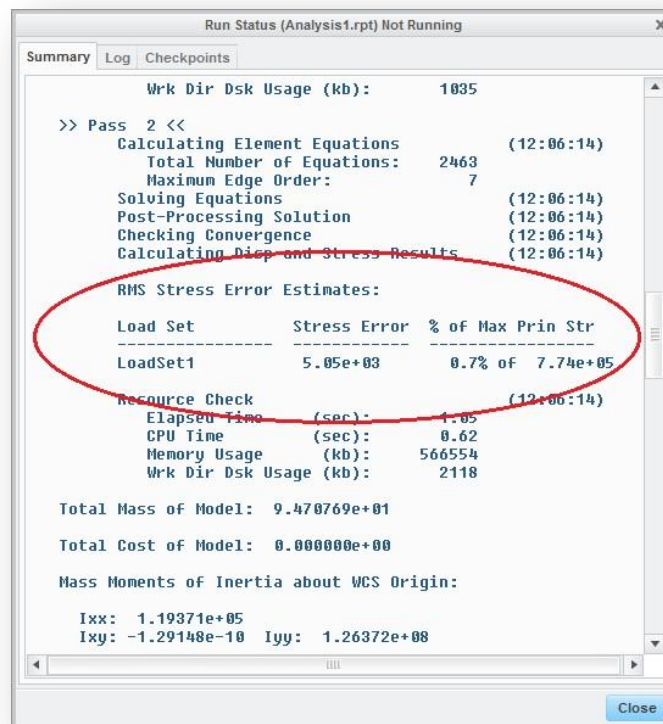 Run Status (Analysis1.rpt) Not Running
Summary Log Checkpoints
Wrk Dir Dsk Usage (kb): 1035
>> Pass 2 <<
Calculating Element Equations (12:06:14)
Total Number of Equations: 2463
Maximum Edge Order: 7
Solving Equations (12:06:14)
Post-Processing Solution (12:06:14)
Checking Convergence (12:06:14)
Calculating Disp and Stress Results (12:06:14)
RMS Stress Error Estimates:
Load Set Stress Error % of Max Prin Str
---------------- ------------ -----------------
LoadSet1 5.05e+03 0.7% of 7.74e+05
Resource Check (12:06:14)
Elapsed Time (sec): 1.05
CPU Time (sec): 0.62
Memory Usage (kb): 566554
Wrk Dir Dsk Usage (kb): 2118
Total Mass of Model: 9.470769e+01
Total Cost of Model: 0.000000e+00
Mass Moments of Inertia about WCS Origin:
Ixx: 1.19371e+05
Ixy: -1.29148e-10 Iyy: 1.26372e+08
Close